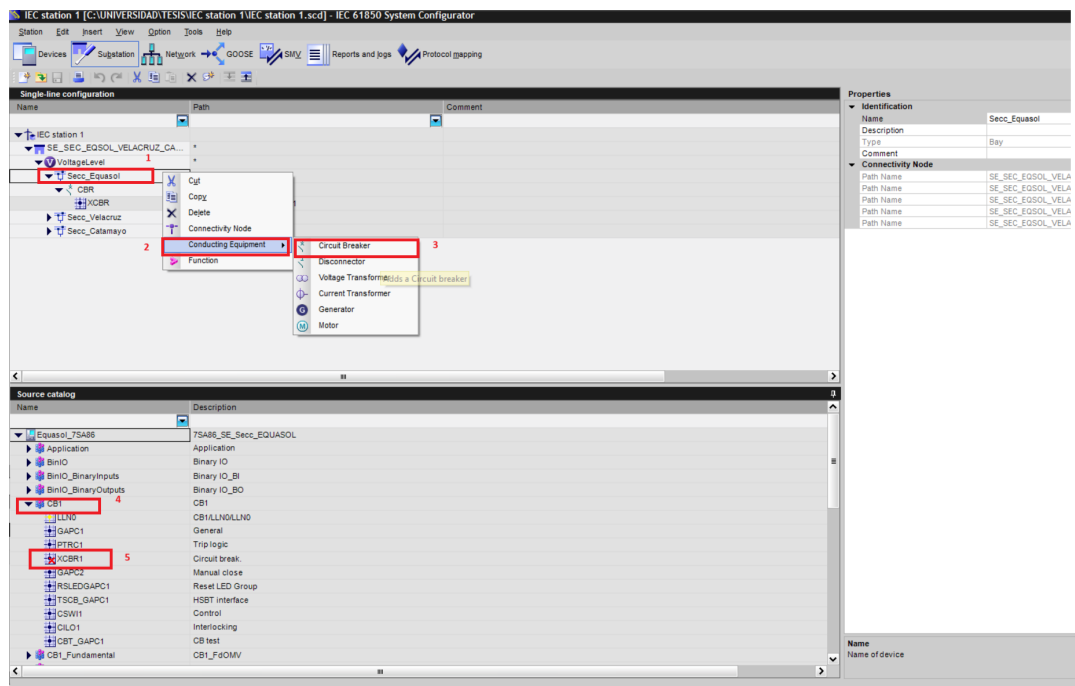 IEC station 1 [C:\UNIVERSIDAD\TESIS\IEC station 1\IEC station 1.scd] - IEC 61850 System Configurator
Station Edit Insert View Option Tools Help
Devices Substation Network GOOSE SMV Reports and logs Protocol mapping
Single-line configuration
Name Path Comment
IEC station 1
SE_SEC_EQSOL_VELACRUZ_CA... *
VoltageLevel *
1
Secc_Equasol
CBR
XCBR
Secc_Velacruz
Secc_Catamayo
Cut
Copy
Delete
Connectivity Node
2
Conducting Equipment
Function
3
Circuit Breaker
Disconnector
Voltage Transformer
Adds a Circuit breaker
Current Transformer
Generator
Motor
Properties
Identification
Name Secc_Equasol
Description
Type Bay
Comment
Connectivity Node
Path Name SE_SEC_EQSOL_VELA
Path Name SE_SEC_EQSOL_VELA
Path Name SE_SEC_EQSOL_VELA
Path Name SE_SEC_EQSOL_VELA
Path Name SE_SEC_EQSOL_VELA
Source catalog
Name Description
Equasol_7SA86 7SA86_SE_Secc_EQUASOL
Application Application
BinIO Binary IO
BinIO_BinaryInputs Binary IO_BI
BinIO_BinaryOutputs Binary IO_BO
CB1 4 CB1
LLN0 CB1/LLN0/LLN0
GAPC1 General
PTRC1 Trip logic
XCBR1 5 Circuit break.
GAPC2 Manual close
RSLEDGAPC1 Reset LED Group
TSCB_GAPC1 HSBT interface
CSWI1 Control
CILO1 Interlocking
CBT_GAPC1 CB test
CB1_Fundamental CB1_FdOMV
Name
Name of device